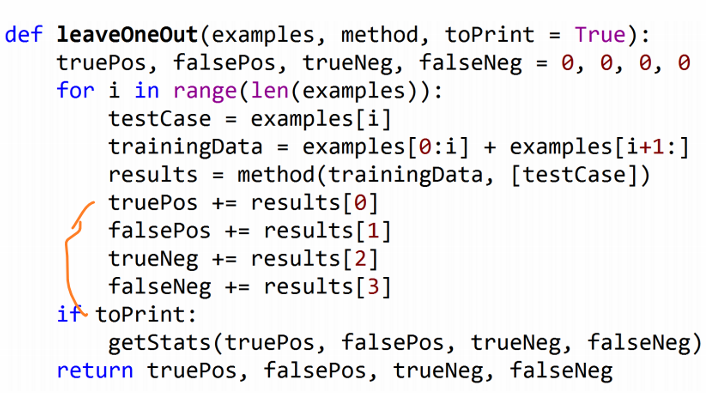 def leaveOneOut(examples, method, toPrint = True):
    truePos, falsePos, trueNeg, falseNeg = 0, 0, 0, 0
    for i in range(len(examples)):
        testCase = examples[i]
        trainingData = examples[0:i] + examples[i+1:]
        results = method(trainingData, [testCase])
        truePos += results[0]
        falsePos += results[1]
        trueNeg += results[2]
        falseNeg += results[3]
    if toPrint:
        getStats(truePos, falsePos, trueNeg, falseNeg)
    return truePos, falsePos, trueNeg, falseNeg